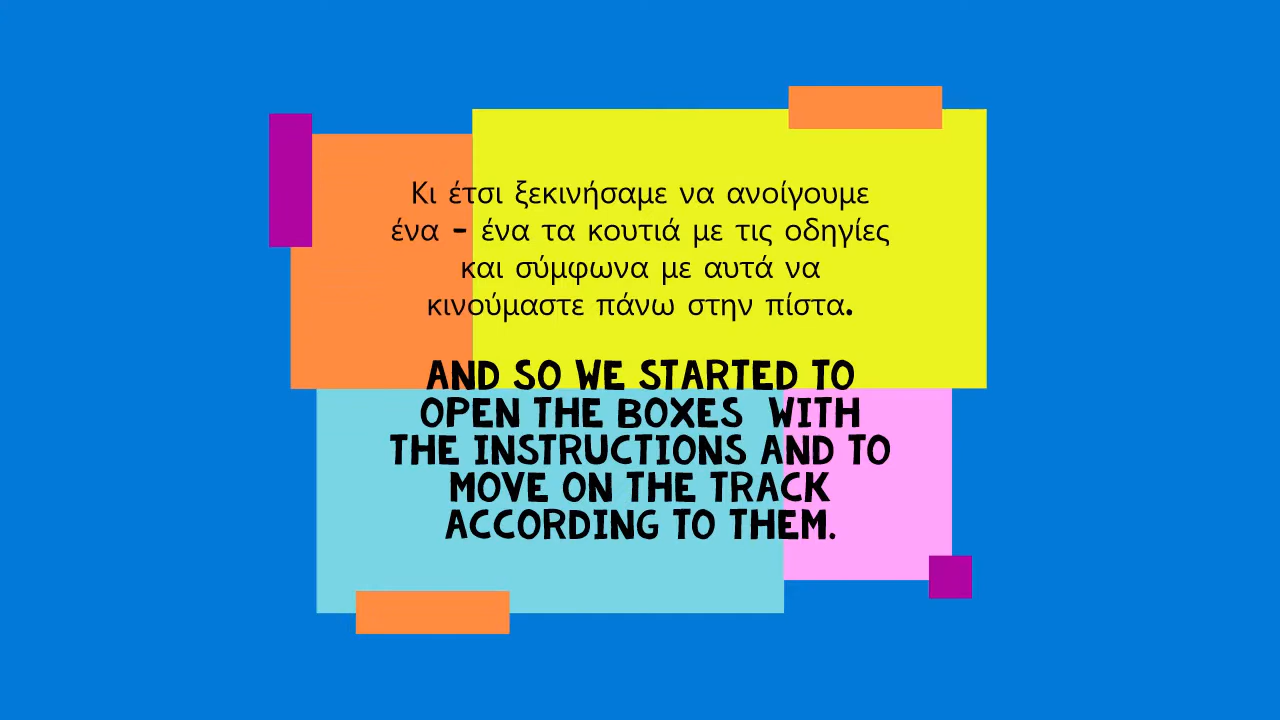 Κι έτσι ξεκινήσαμε να ανοίγουμε
ένα - ένα τα κουτιά με τις οδηγίες
και σύμφωνα με αυτά να
κινούμαστε πάνω στην πίστα.
AND SO WE STARTED TO
OPEN THE BOXES WITH
THE INSTRUCTIONS AND TO
MOVE ON THE TRACK
ACCORDING TO THEM.